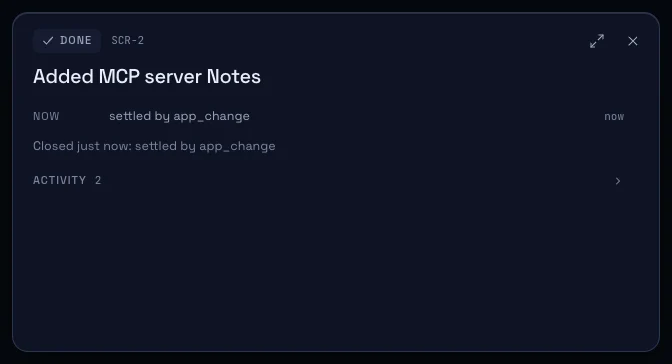 DONE SCR-2
Added MCP server Notes
NOW settled by app_change now
Closed just now: settled by app_change
ACTIVITY 2